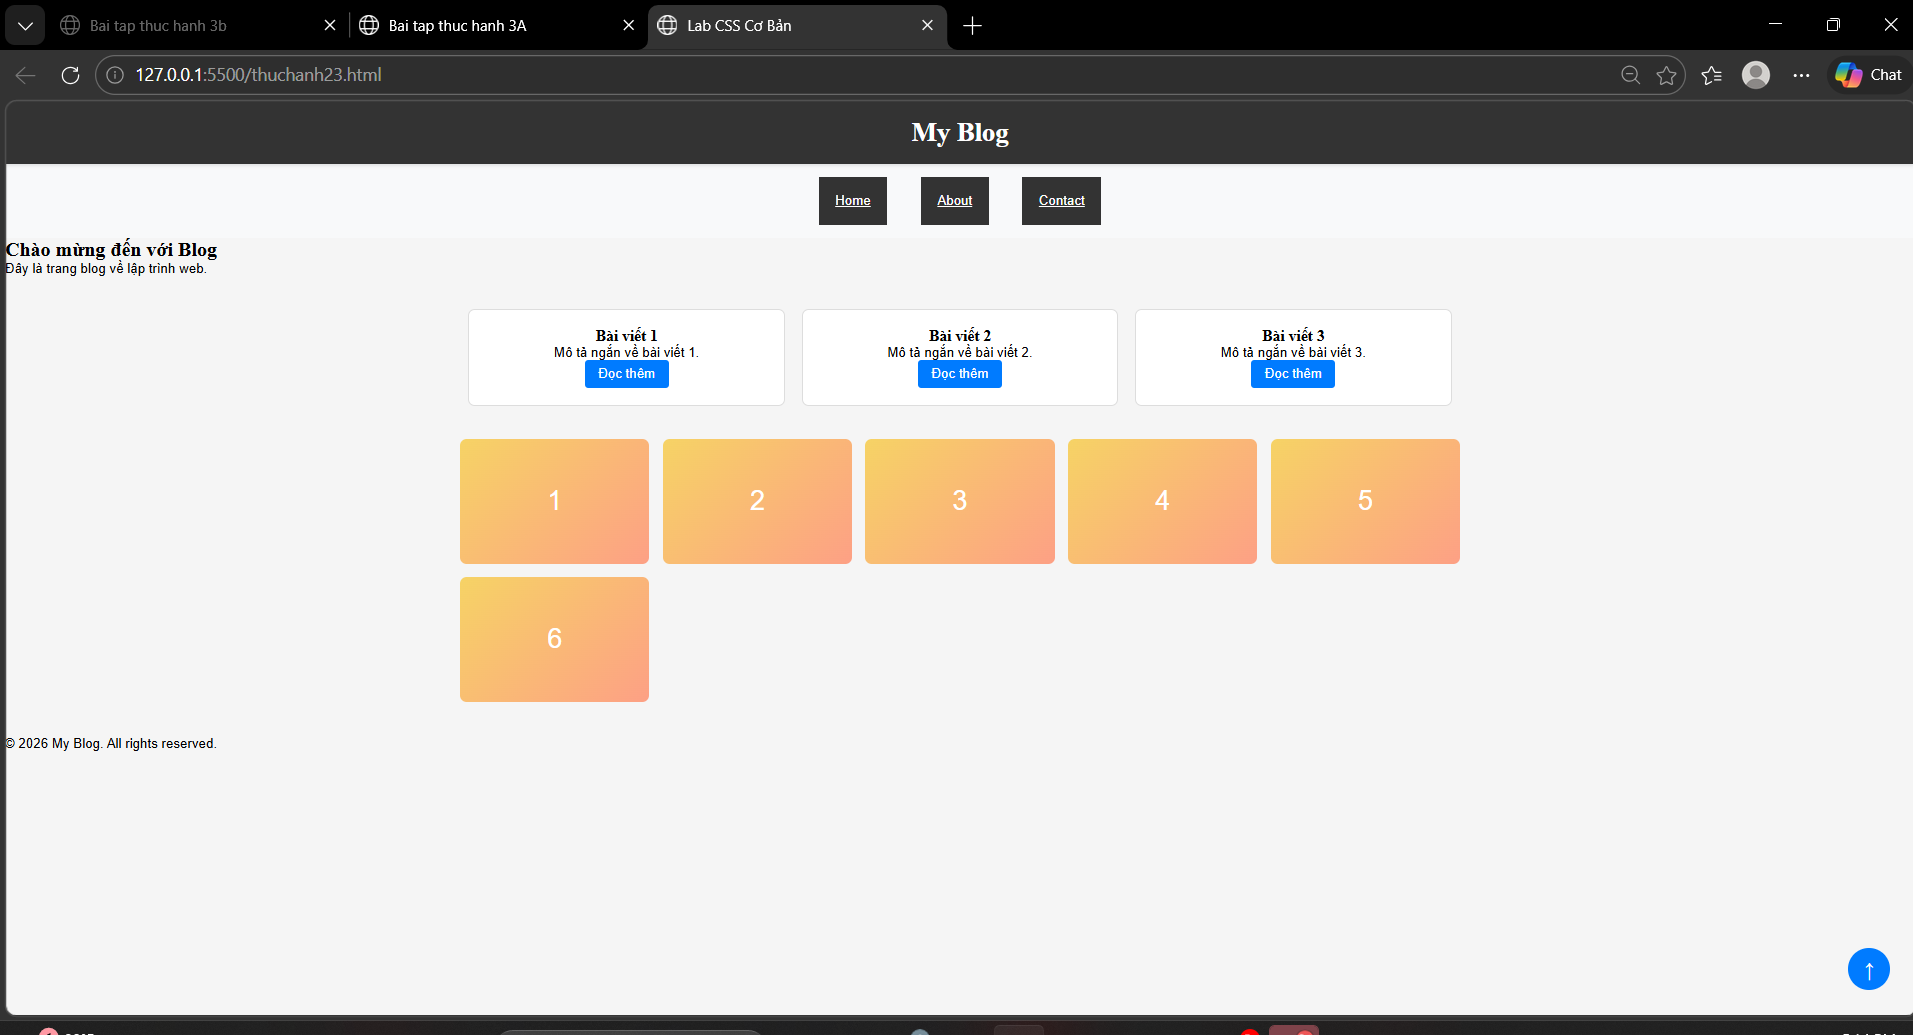 Bai tap thuc hanh 3b
Bai tap thuc hanh 3A
Lab CSS Cơ Bản
127.0.0.1:5500/thuchanh23.html
Chat
My Blog
Home
About
Contact
Chào mừng đến với Blog
Đây là trang blog về lập trình web.
Bài viết 1
Bài viết 2
Bài viết 3
Mô tả ngắn về bài viết 1.
Mô tả ngắn về bài viết 2.
Mô tả ngắn về bài viết 3.
Đọc thêm
Đọc thêm
Đọc thêm
1
2
3
4
5
6
© 2026 My Blog. All rights reserved.
↑